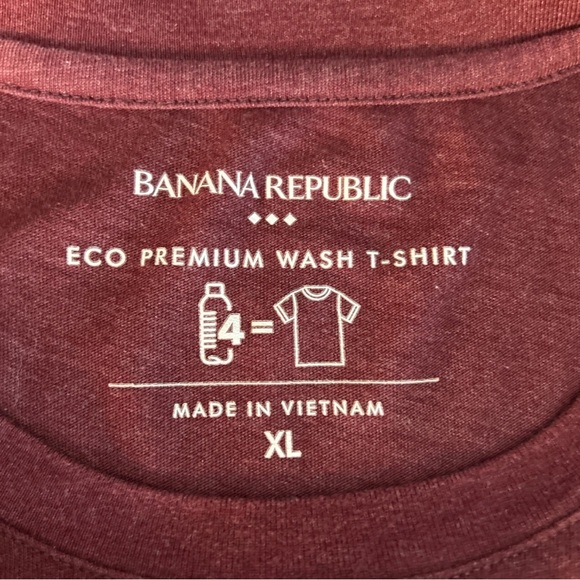 BANANA REPUBLIC
ECO PREMIUM WASH T-SHIRT
4=
MADE IN VIETNAM
XL